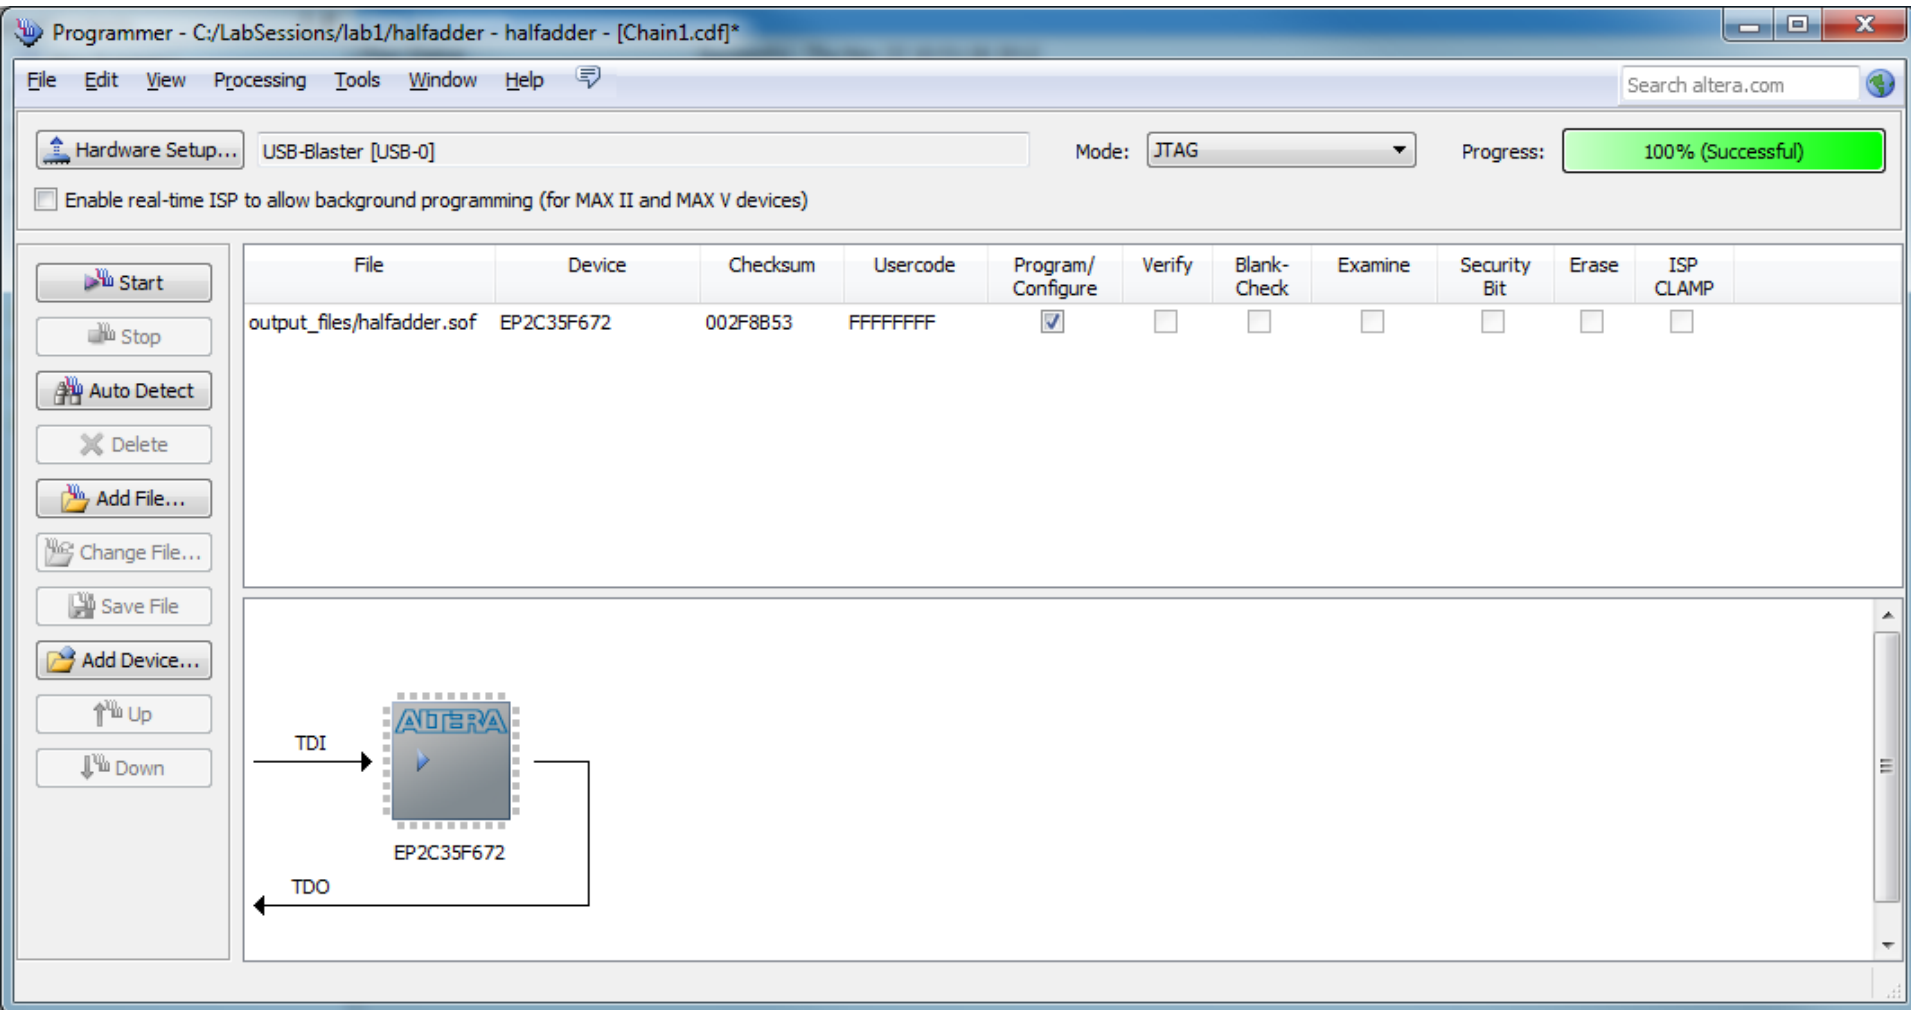 Programmer - C:/LabSessions/lab1/halfadder - halfadder - [Chain1.cdf]*
File Edit View Processing Tools Window Help
Search altera.com
Hardware Setup... USB-Blaster [USB-0] Mode: JTAG Progress: 100% (Successful)
Enable real-time ISP to allow background programming (for MAX II and MAX V devices)
Start
Stop
Auto Detect
Delete
Add File...
Change File...
Save File
Add Device...
Up
Down
File Device Checksum Usercode Program/ Verify Blank- Examine Security Erase ISP
Configure Check Bit CLAMP
output_files/halfadder.sof EP2C35F672 002F8B53 FFFFFFFF
ALTERA
TDI
EP2C35F672
TDO